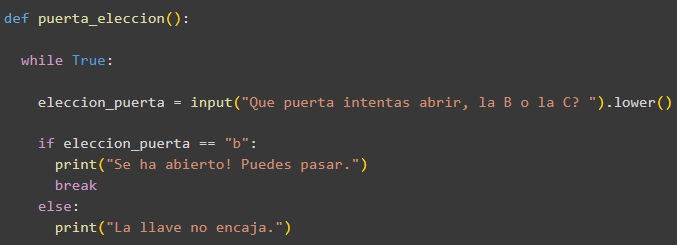 def puerta_eleccion():
while True:
eleccion_puerta = input("Que puerta intentas abrir, la B o la C? ").lower()
if eleccion_puerta == "b":
print("Se ha abierto! Puedes pasar.")
break
else:
print("La llave no encaja.")